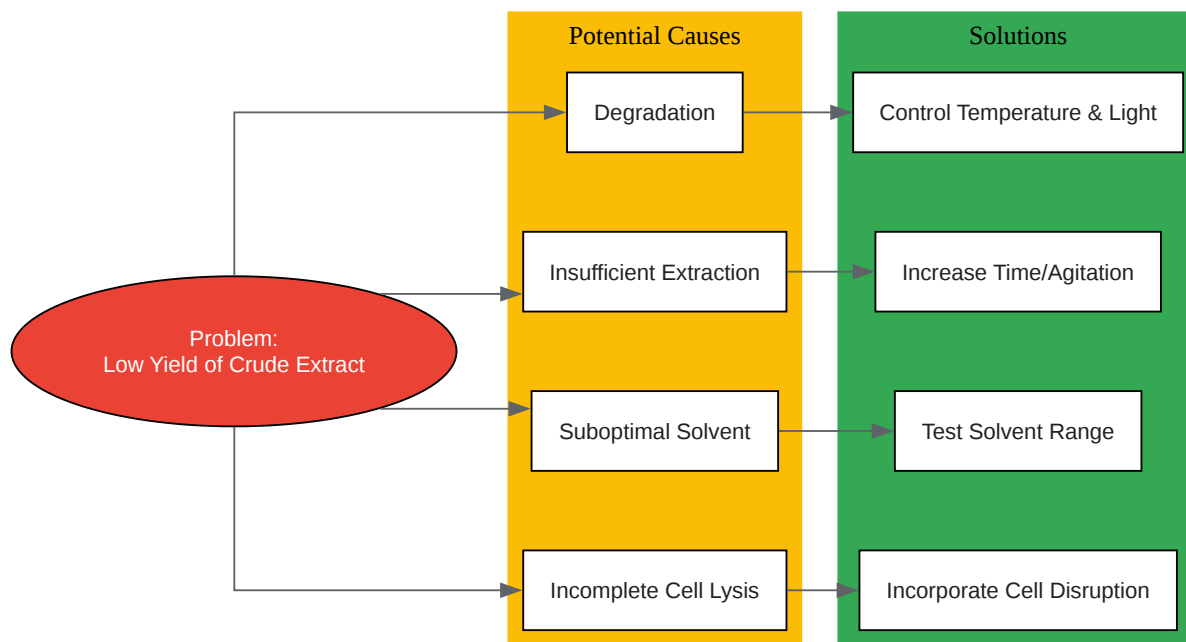 Potential Causes
Solutions
Degradation
Control Temperature & Light
Insufficient Extraction
Increase Time/Agitation
Problem:
Low Yield of Crude Extract
Suboptimal Solvent
Test Solvent Range
Incomplete Cell Lysis
Incorporate Cell Disruption